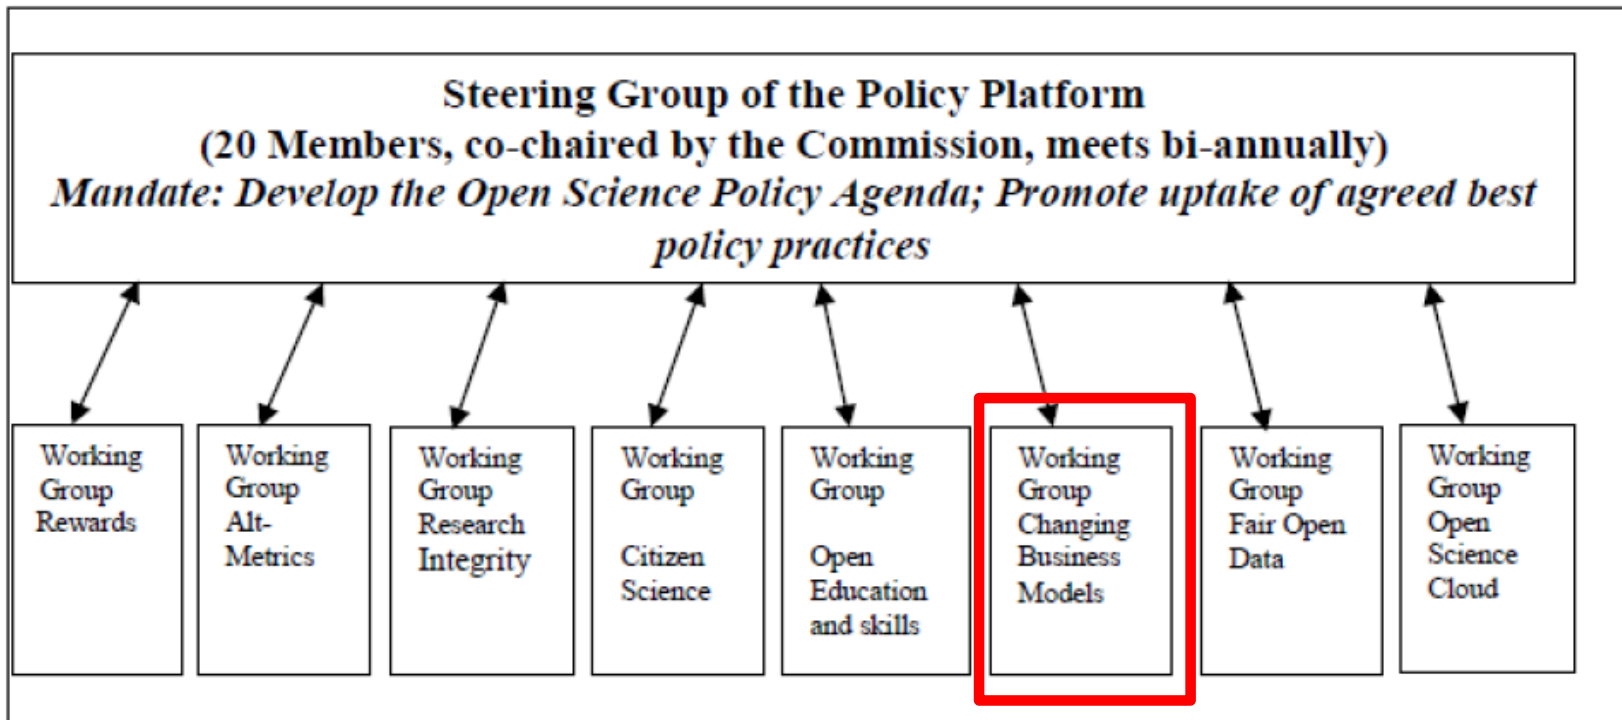 Steering Group of the Policy Platform
(20 Members, co-chaired by the Commission, meets bi-annually)
Mandate: Develop the Open Science Policy Agenda; Promote uptake of agreed best
policy practices
Working
Group
Rewards
Working
Group
Alt-
Metrics
Working
Group
Research
Integrity
Working
Group
Citizen
Science
Working
Group
Open
Education
and skills
Working
Group
Changing
Business
Models
Working
Group
Fair Open
Data
Working
Group
Open
Science
Cloud